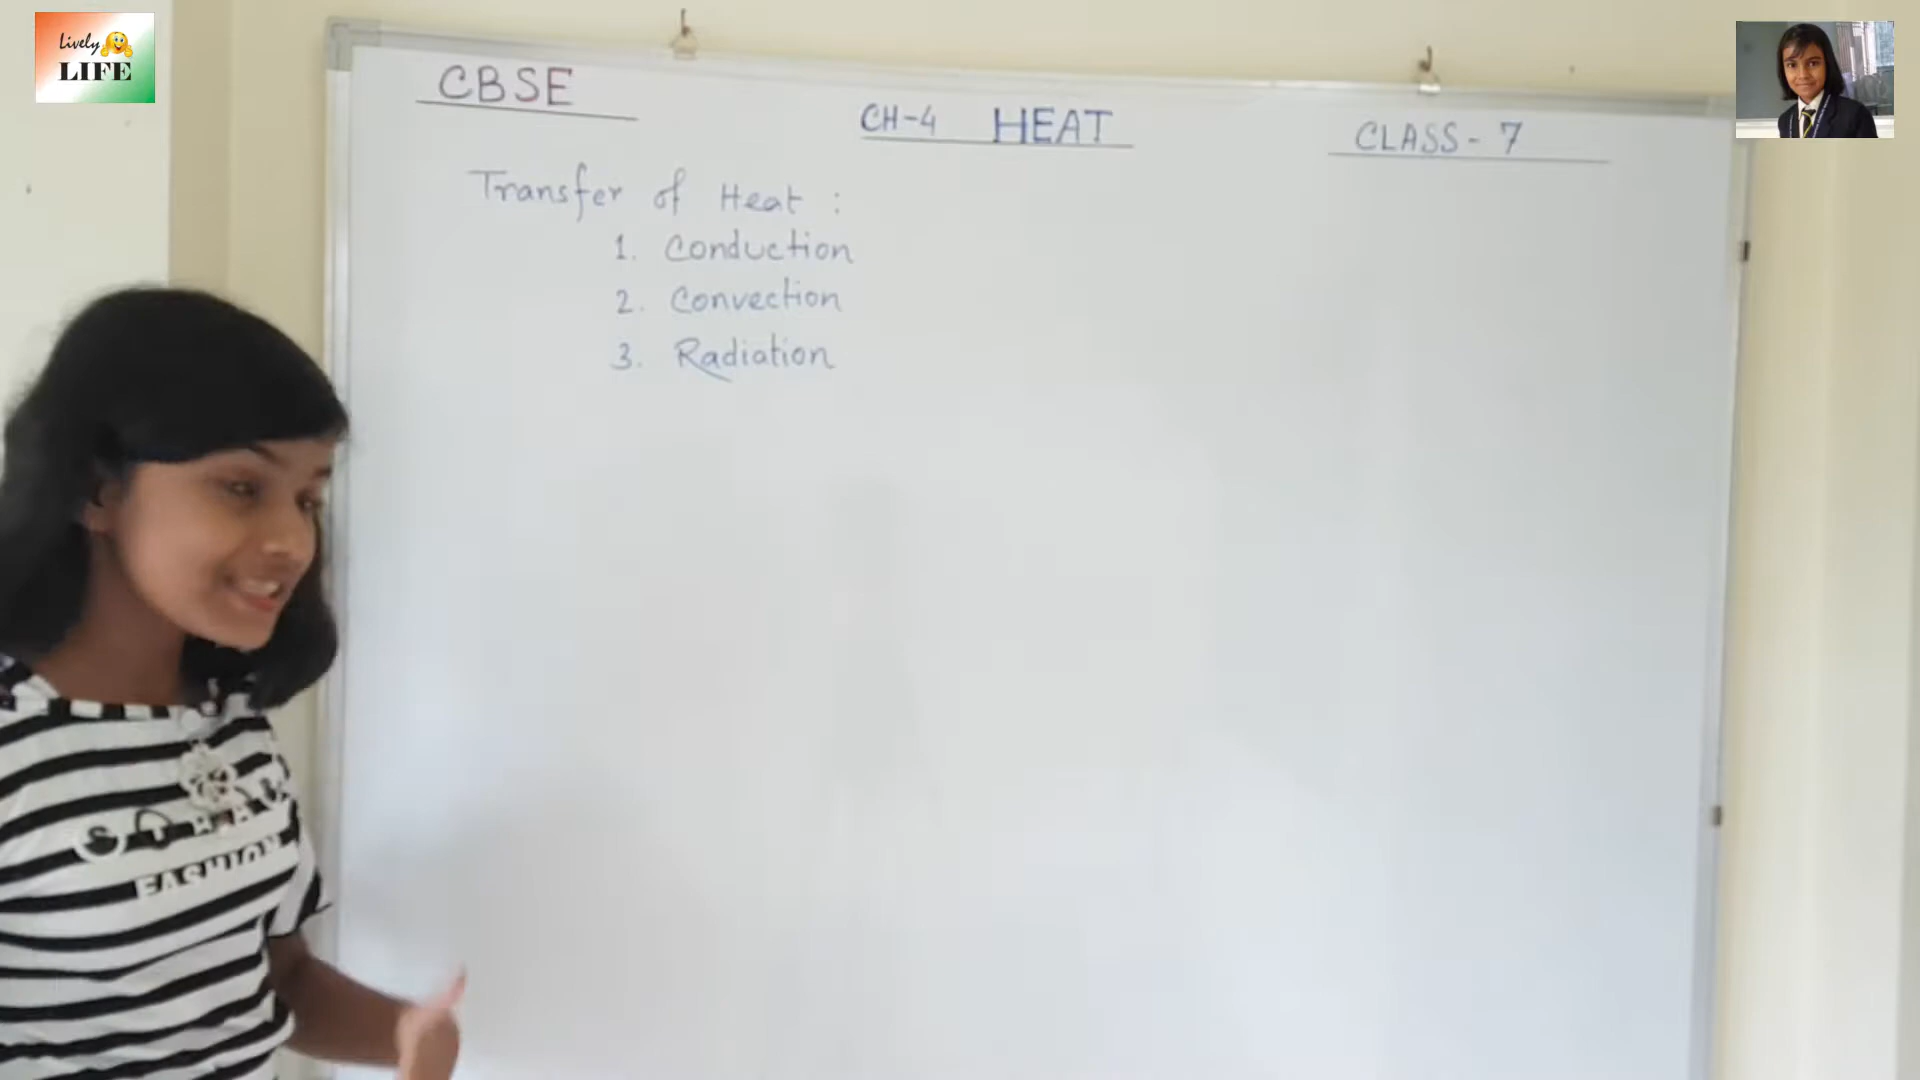 Lively
LIFE
CBSE
CH-4 HEAT
CLASS - 7
Transfer of Heat :
1. Conduction
2. Convection
3. Radiation
FASHION